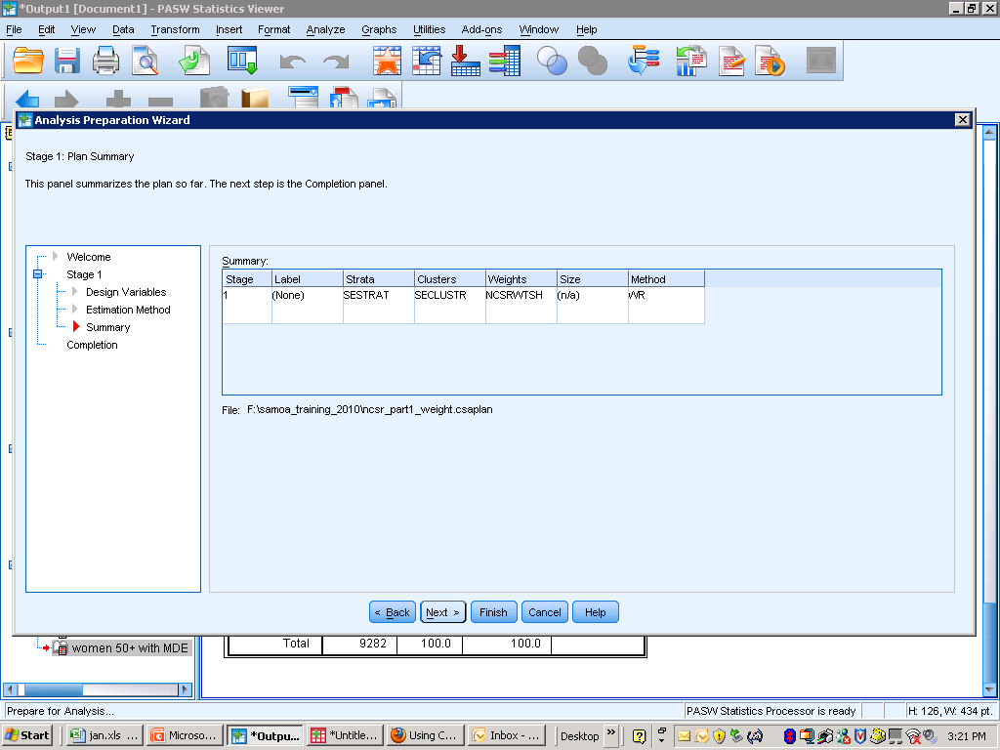 *Output1 [Document1] - PASW Statistics Viewer
File Edit View Data Transform Insert Format Analyze Graphs Utilities Add-ons Window Help
Analysis Preparation Wizard
Stage 1: Plan Summary
This panel summarizes the plan so far. The next step is the Completion panel.
Welcome
Stage 1
Design Variables
Estimation Method
Summary
Completion
Summary:
Stage Label Strata Clusters Weights Size Method
1 (None) SESTRAT SECLUSTR NCSRWTSH (n/a) WR
File: F:\samoa_training_2010\ncsr_part1_weight.csaplan
< Back Next > Finish Cancel Help
women 50+ with MDE
Total 9282 100.0 100.0
Prepare for Analysis... PASW Statistics Processor is ready H: 126, W: 434 pt.
Start jan.xls ... Microso... *Outpu... *Untitle... Using C... Inbox - ... Desktop » 3:21 PM